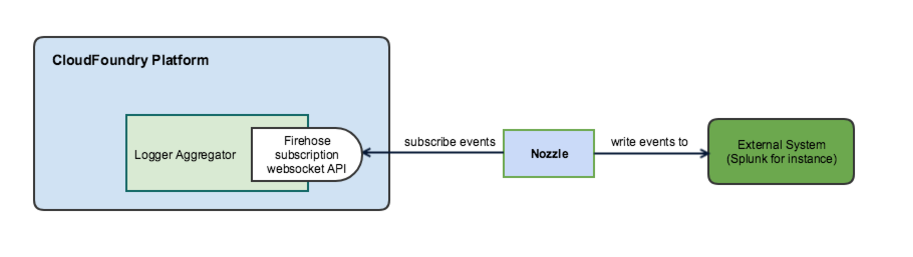 CloudFoundry Platform
Logger Aggregator
Firehose
subscription
websocket API
subscribe events
Nozzle
write events to
External System
(Splunk for instance)